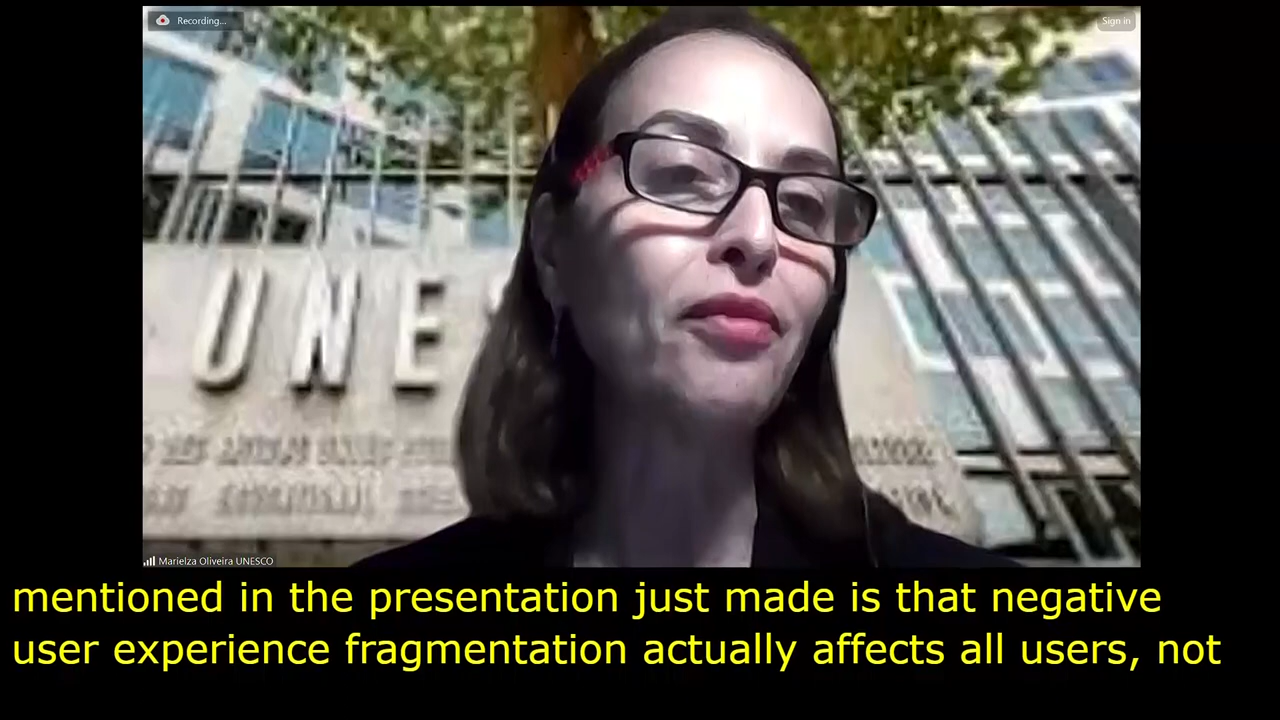 Recording...
Sign in
UNE
Marielza Oliveira UNESCO
mentioned in the presentation just made is that negative
user experience fragmentation actually affects all users, not